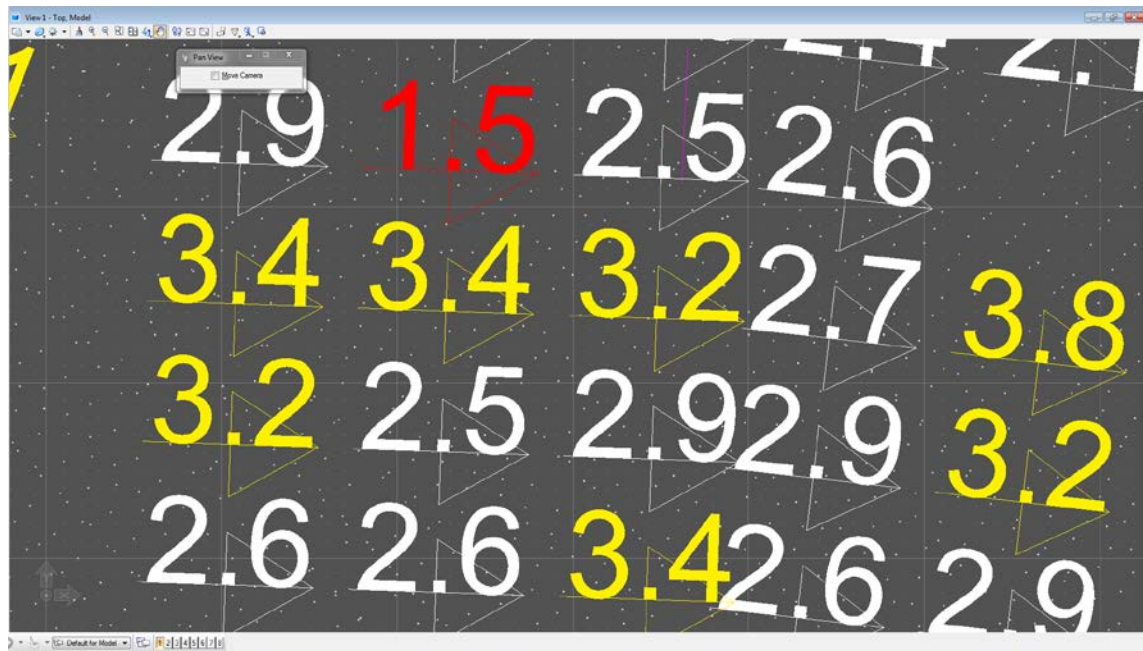 View 1 - Top, Model
Pan View
Move Camera
2.9 1.5 2.5 2.6
3.4 3.4 3.2 2.7 3.8
3.2 2.5 2.9 2.9 3.2
2.6 2.6 3.4 2.6 2.9
Default for Model 1 2 3 4 5 6 7 8